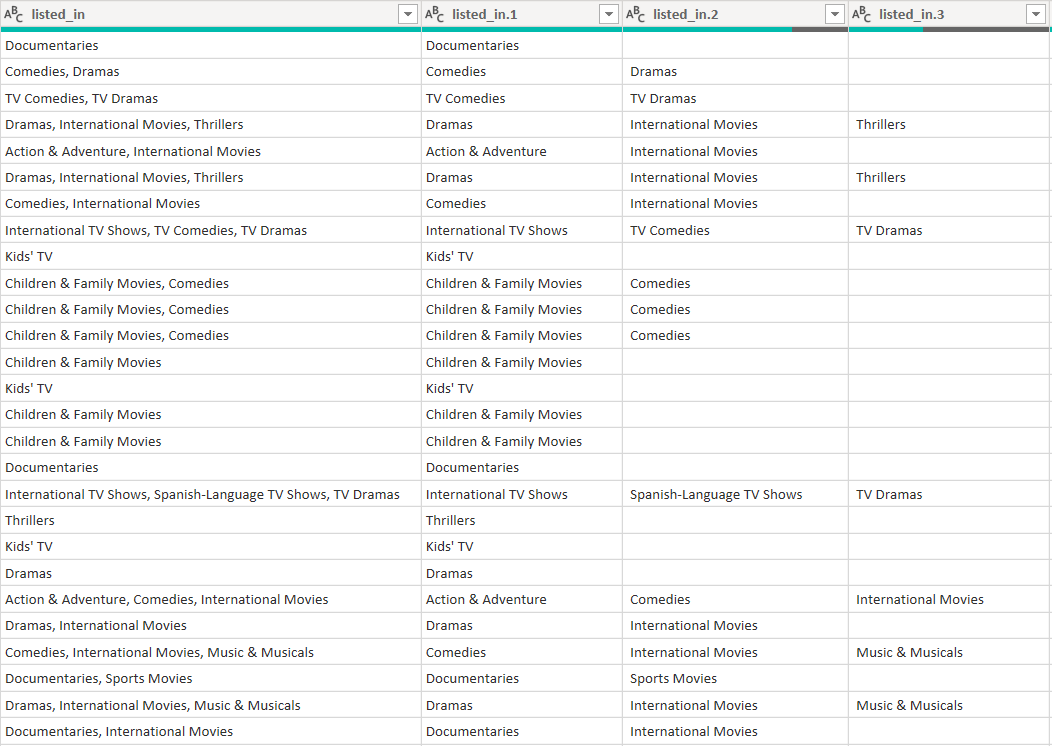 ABC listed_in ABC listed_in.1 ABC listed_in.2 ABC listed_in.3
Documentaries Documentaries
Comedies, Dramas Comedies Dramas
TV Comedies, TV Dramas TV Comedies TV Dramas
Dramas, International Movies, Thrillers Dramas International Movies Thrillers
Action & Adventure, International Movies Action & Adventure International Movies
Dramas, International Movies, Thrillers Dramas International Movies Thrillers
Comedies, International Movies Comedies International Movies
International TV Shows, TV Comedies, TV Dramas International TV Shows TV Comedies TV Dramas
Kids' TV Kids' TV
Children & Family Movies, Comedies Children & Family Movies Comedies
Children & Family Movies, Comedies Children & Family Movies Comedies
Children & Family Movies, Comedies Children & Family Movies Comedies
Children & Family Movies Children & Family Movies
Kids' TV Kids' TV
Children & Family Movies Children & Family Movies
Children & Family Movies Children & Family Movies
Documentaries Documentaries
International TV Shows, Spanish-Language TV Shows, TV Dramas International TV Shows Spanish-Language TV Shows TV Dramas
Thrillers Thrillers
Kids' TV Kids' TV
Dramas Dramas
Action & Adventure, Comedies, International Movies Action & Adventure Comedies International Movies
Dramas, International Movies Dramas International Movies
Comedies, International Movies, Music & Musicals Comedies International Movies Music & Musicals
Documentaries, Sports Movies Documentaries Sports Movies
Dramas, International Movies, Music & Musicals Dramas International Movies Music & Musicals
Documentaries, International Movies Documentaries International Movies